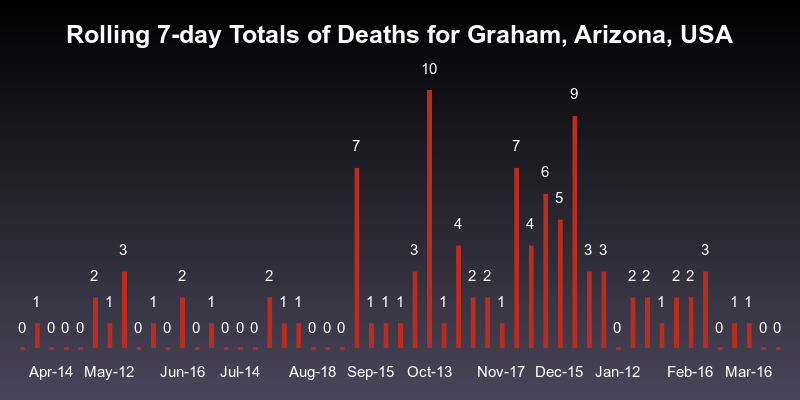 Rolling 7-day Totals of Deaths for Graham, Arizona, USA
10
9
7 7
6
5
4 4
3 3 3 3 3
2 2 2 2 2 2 2 2 2
1 1 1 1 1 1 1 1 1 1 1 1 1 1
0 0 0 0 0 0 0 0 0 0 0 0 0 0 0 0 0
Apr-14 May-12 Jun-16 Jul-14 Aug-18 Sep-15 Oct-13 Nov-17 Dec-15 Jan-12 Feb-16 Mar-16